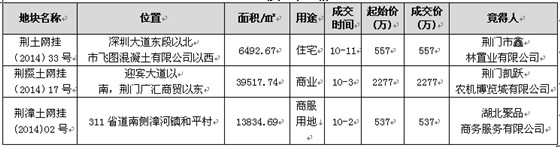 地块名称 位置 面积/㎡ 用途 成交时间 起始价(万) 成交价(万) 竟得人
荆土网挂(2014)33号 深圳大道东段以北市飞图混凝土有限公司以西 6492.67 住宅 10-11 557 557 荆门市鑫林置业有限公司
荆掇土网挂(2014)17号 迎宾大道以南,荆门广汇商贸以东 39517.74 商业 10-3 2277 2277 荆门凯跃农机博览城有限公司
荆漳土网挂(2014)02号 311省道南侧漳河镇和平村 13834.69 商服用地 10-2 537 537 湖北聚品商务服务有限公司